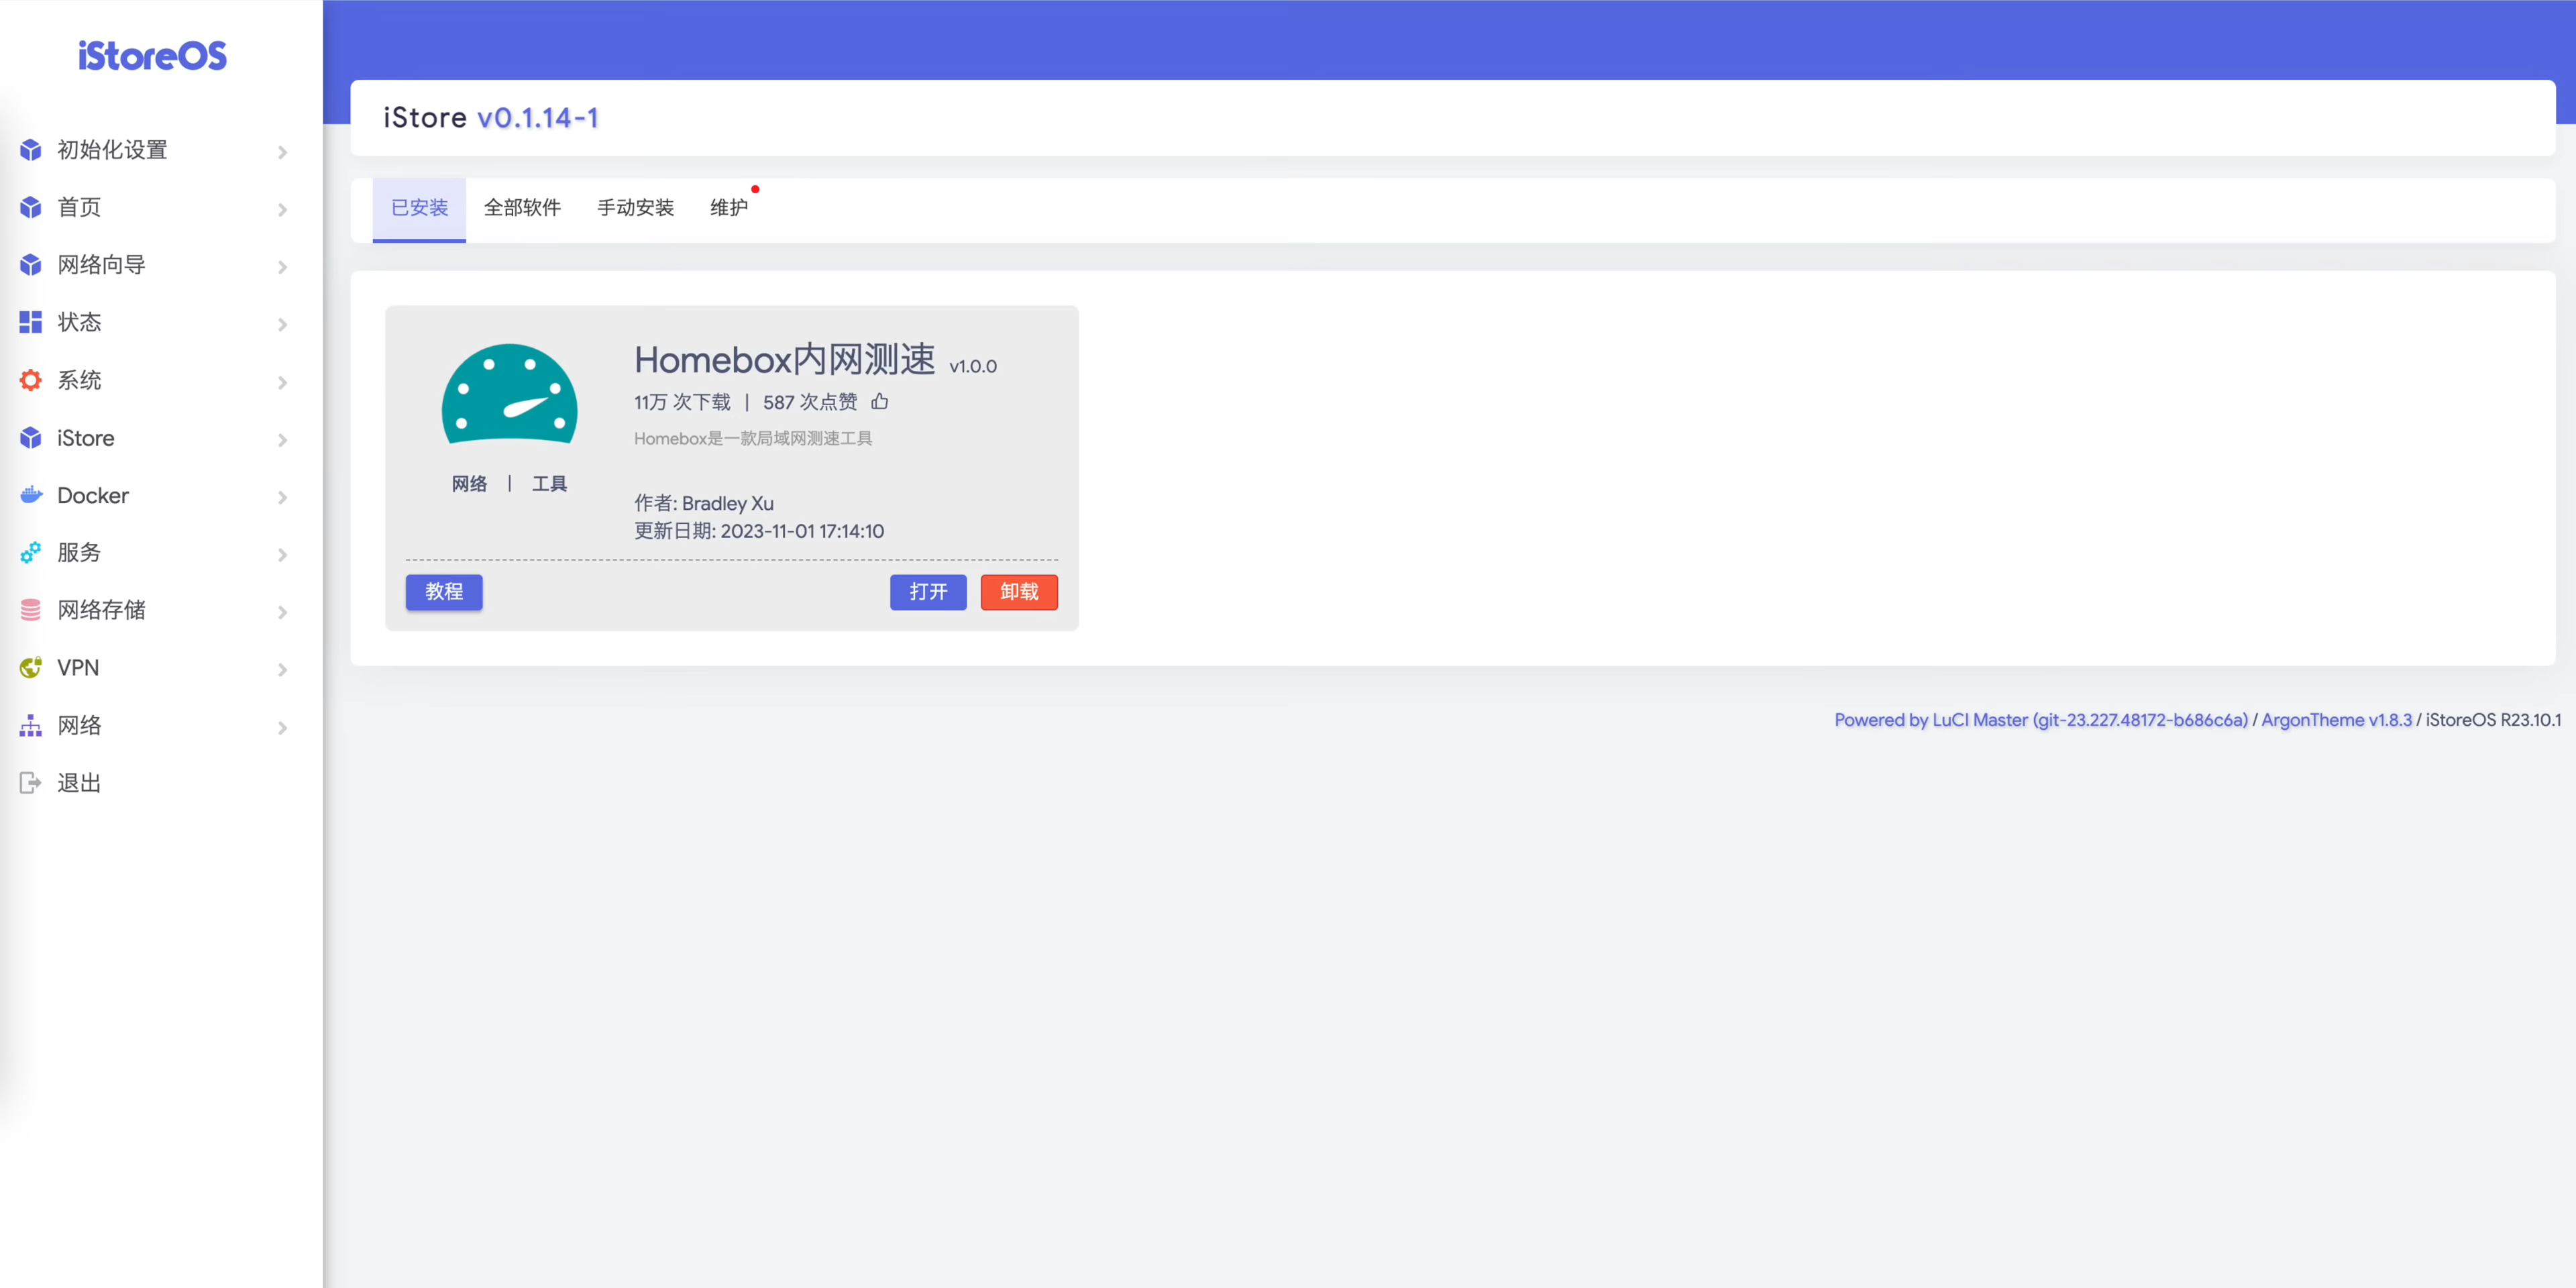 iStoreOS
初始化设置
首页
网络向导
状态
系统
iStore
Docker
服务
网络存储
VPN
网络
退出
iStore v0.1.14-1
已安装 全部软件 手动安装 维护
Homebox内网测速 v1.0.0
11万 次下载 | 587 次点赞
Homebox是一款局域网测速工具
网络 | 工具
作者: Bradley Xu
更新日期: 2023-11-01 17:14:10
教程 打开 卸载
Powered by LuCI Master (git-23.227.48172-b686c6a) / ArgonTheme v1.8.3 / iStoreOS R23.10.1